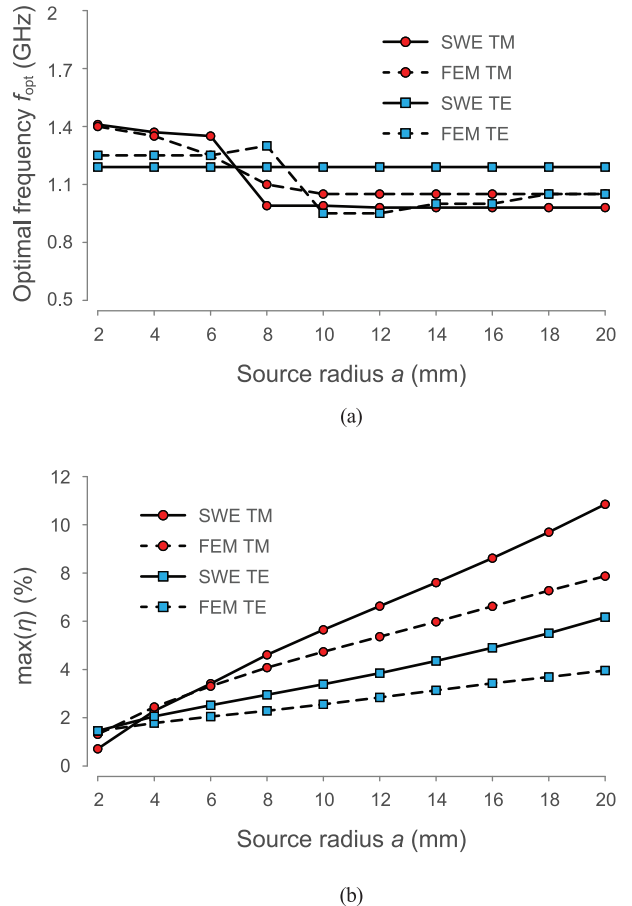 Optimal frequency fopt (GHz)
2
1.7
1.4
1.1
0.8
0.5
SWE TM
FEM TM
SWE TE
FEM TE
2 4 6 8 10 12 14 16 18 20
Source radius a (mm)
(a)
max(η) (%)
12
10
8
6
4
2
0
SWE TM
FEM TM
SWE TE
FEM TE
2 4 6 8 10 12 14 16 18 20
Source radius a (mm)
(b)